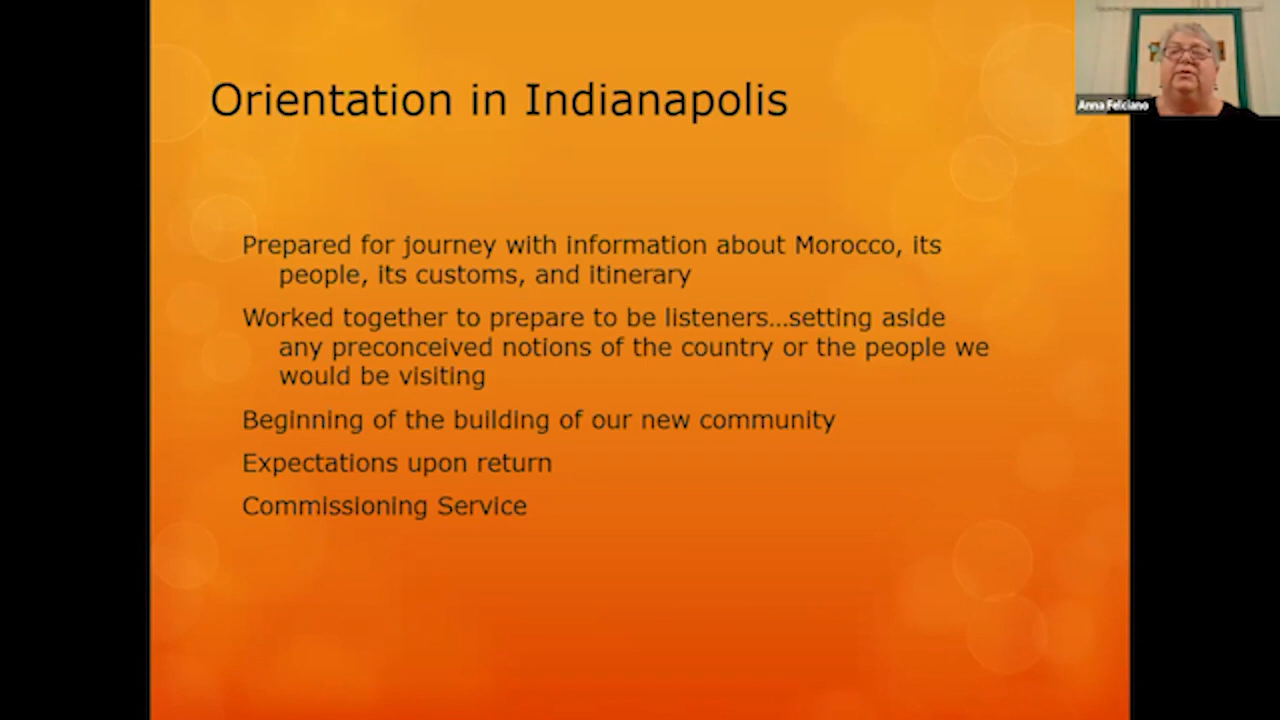 Orientation in Indianapolis
Anna Felciano
Prepared for journey with information about Morocco, its
people, its customs, and itinerary
Worked together to prepare to be listeners...setting aside
any preconceived notions of the country or the people we
would be visiting
Beginning of the building of our new community
Expectations upon return
Commissioning Service